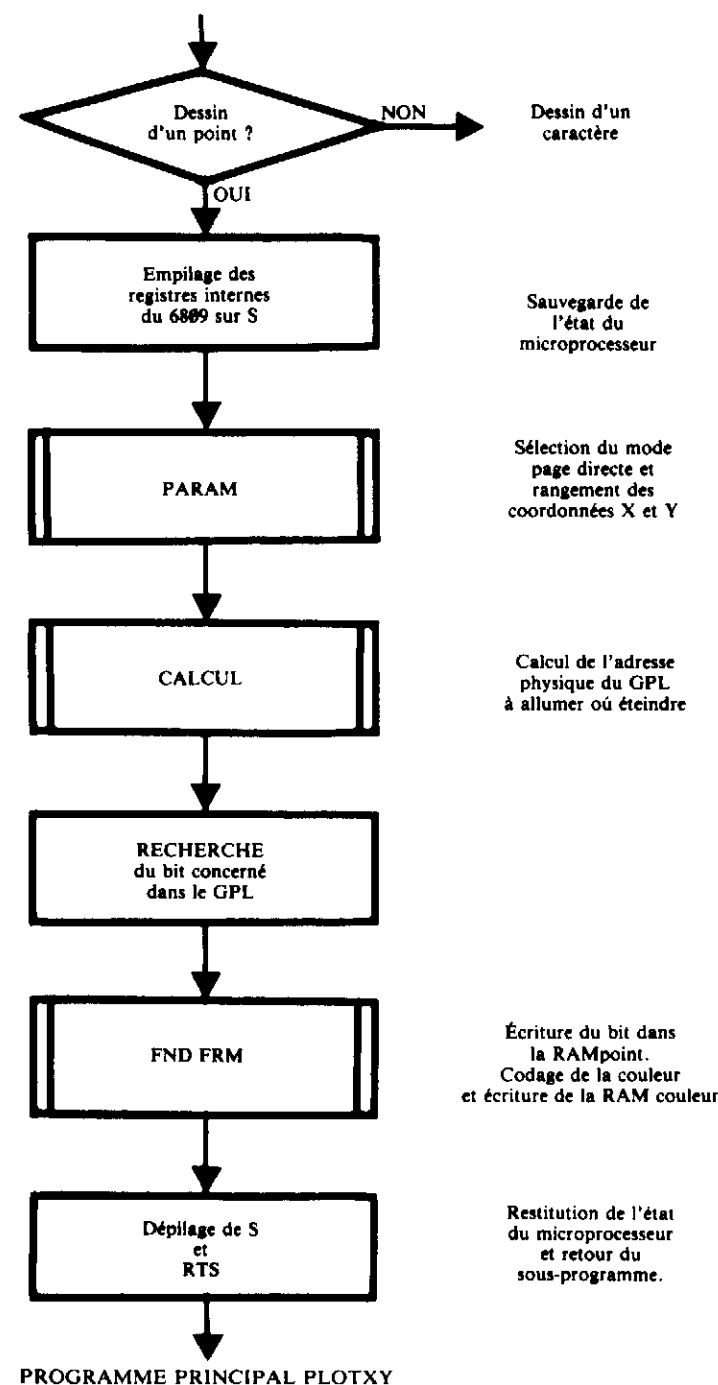 Dessin
d'un point ?
NON
Dessin d'un
caractère
OUI
Empilage des
registres internes
du 6809 sur S
Sauvegarde de
l'état du
microprocesseur
PARAM
Sélection du mode
page directe et
rangement des
coordonnées X et Y
CALCUL
Calcul de l'adresse
physique du GPL
à allumer oú éteindre
RECHERCHE
du bit concerné
dans le GPL
FND FRM
Écriture du bit dans
la RAMpoint.
Codage de la couleur
et écriture de la RAM couleur
Dépilage de S
et
RTS
Restitution de l'état
du microprocesseur
et retour du
sous-programme.
PROGRAMME PRINCIPAL PLOTXY